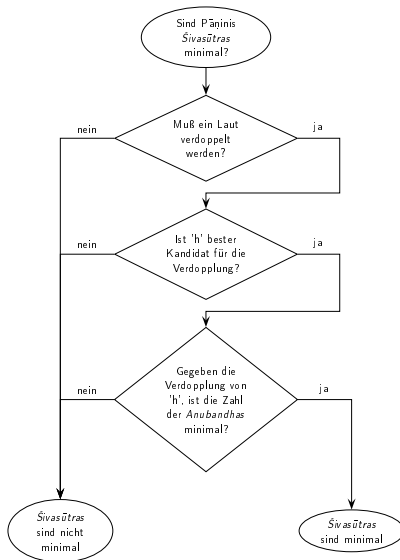 Sind Pāṇinis
Śivasūtras
minimal?
nein
ja
Muß ein Laut
verdoppelt
werden?
nein
ja
Ist 'h' bester
Kandidat für die
Verdopplung?
nein
ja
Gegeben die
Verdopplung von
'h', ist die Zahl
der Anubandhas
minimal?
Śivasūtras
sind nicht
minimal
Śivasūtras
sind minimal